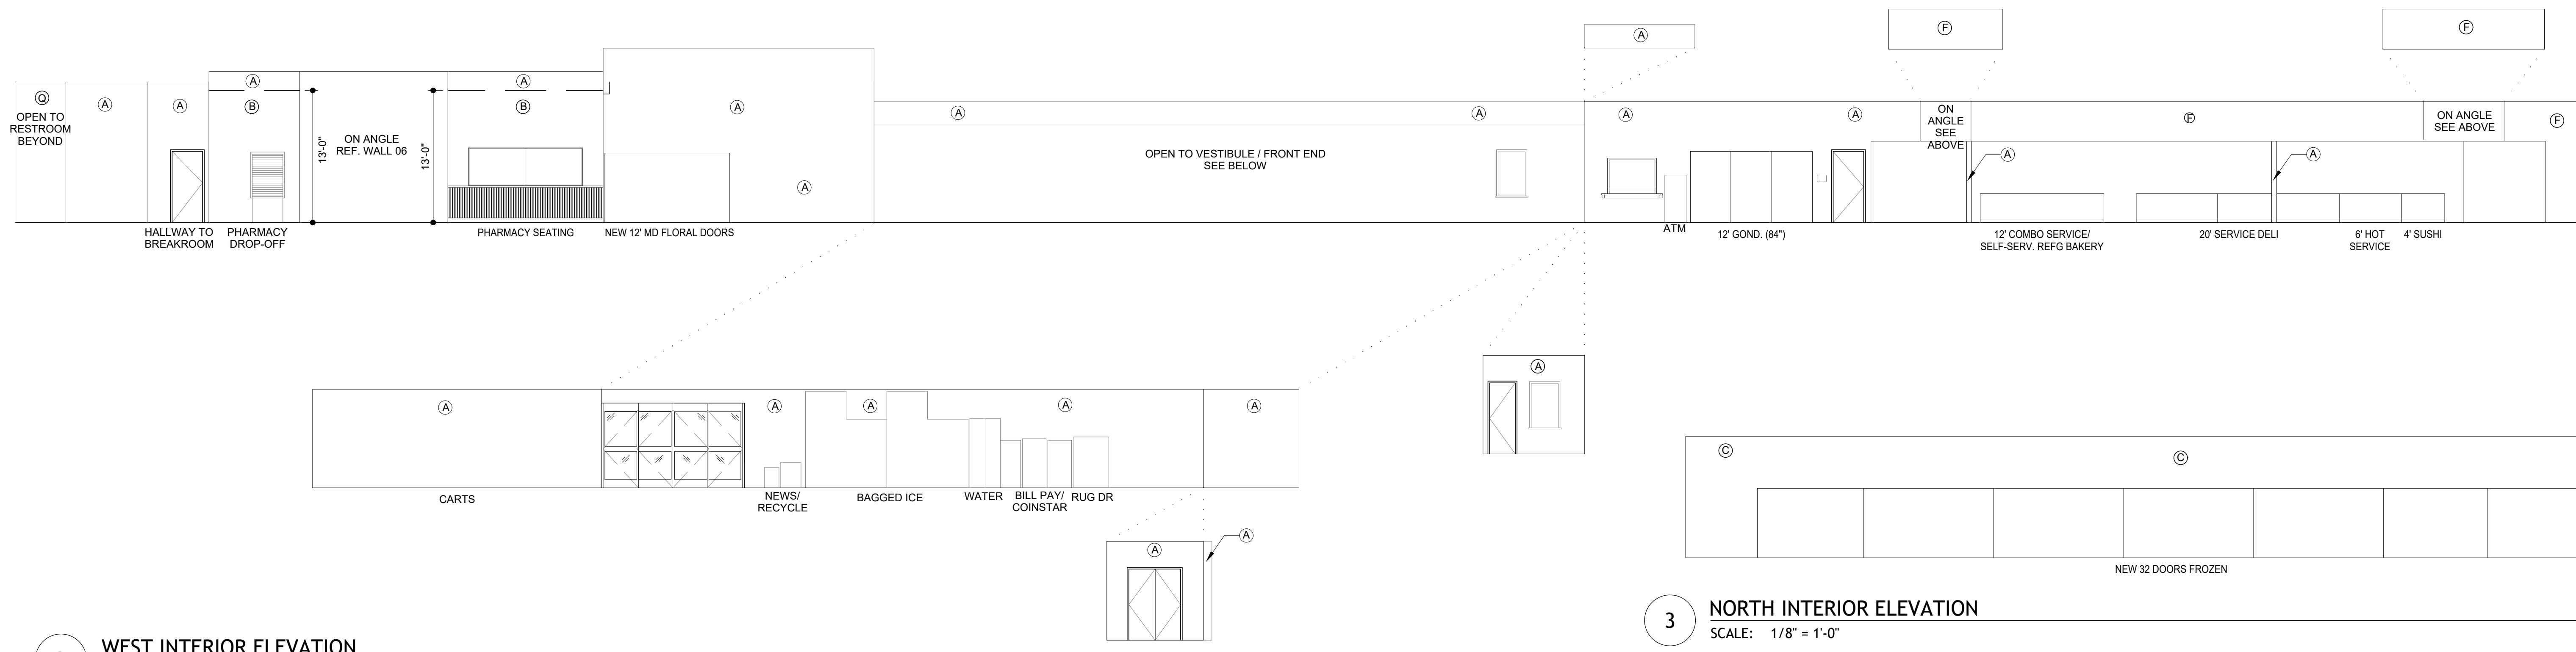 A
F
F
A
A
Q
OPEN TO
RESTROOM
BEYOND
A
A
B
B
A
A
13'-0"
ON ANGLE
REF. WALL 06
13'-0"
A
A
A
OPEN TO VESTIBULE / FRONT END
SEE BELOW
A
A
ON
ANGLE
SEE
ABOVE
A
F
A
ON ANGLE
SEE ABOVE
F
HALLWAY TO
BREAKROOM
PHARMACY
DROP-OFF
PHARMACY SEATING
NEW 12' MD FLORAL DOORS
ATM
12' GOND. (84")
12' COMBO SERVICE/
SELF-SERV. REFG BAKERY
20' SERVICE DELI
6' HOT
SERVICE
4' SUSHI
A
A
A
A
A
A
CARTS
NEWS/
RECYCLE
BAGGED ICE
WATER
BILL PAY/
COINSTAR
RUG DR
A
A
C
C
NEW 32 DOORS FROZEN
3
NORTH INTERIOR ELEVATION
SCALE: 1/8" = 1'-0"
WEST INTERIOR ELEVATION